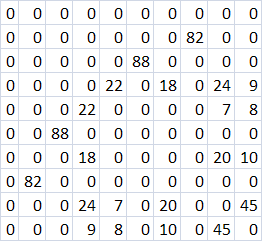 0 0 0 0 0 0 0 0 0 0
0 0 0 0 0 0 0 82 0 0
0 0 0 0 0 88 0 0 0 0
0 0 0 0 22 0 18 0 24 9
0 0 0 22 0 0 0 0 7 8
0 0 88 0 0 0 0 0 0 0
0 0 0 18 0 0 0 0 20 10
0 82 0 0 0 0 0 0 0 0
0 0 0 24 7 0 20 0 0 45
0 0 0 9 8 0 10 0 45 0